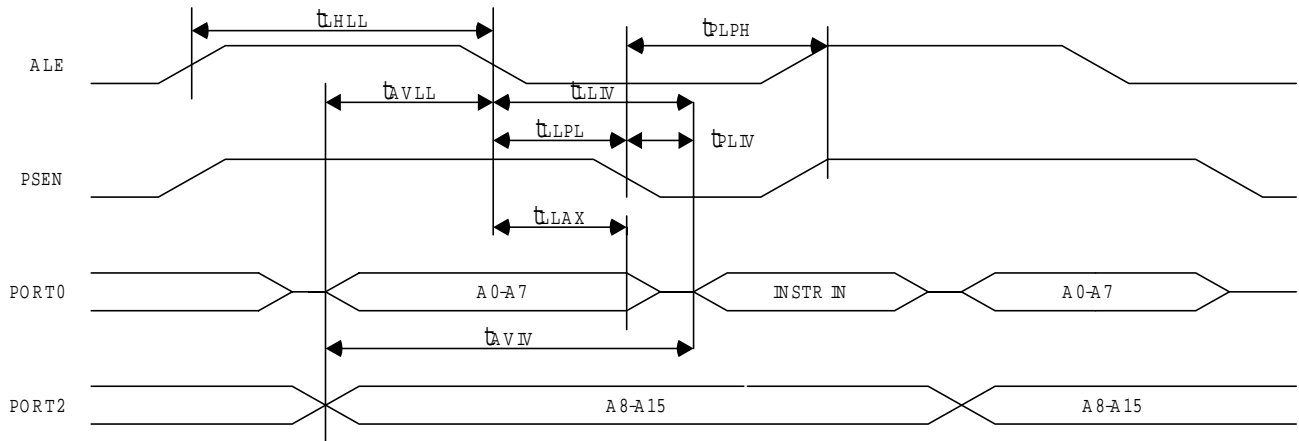 tLHLL
tPLPH
ALE
tAVLL
tLLIV
tLLPL
tPLIV
PSEN
tLLAX
PORT0
A0-A7
INSTR IN
A0-A7
tAVIV
PORT2
A8-A15
A8-A15